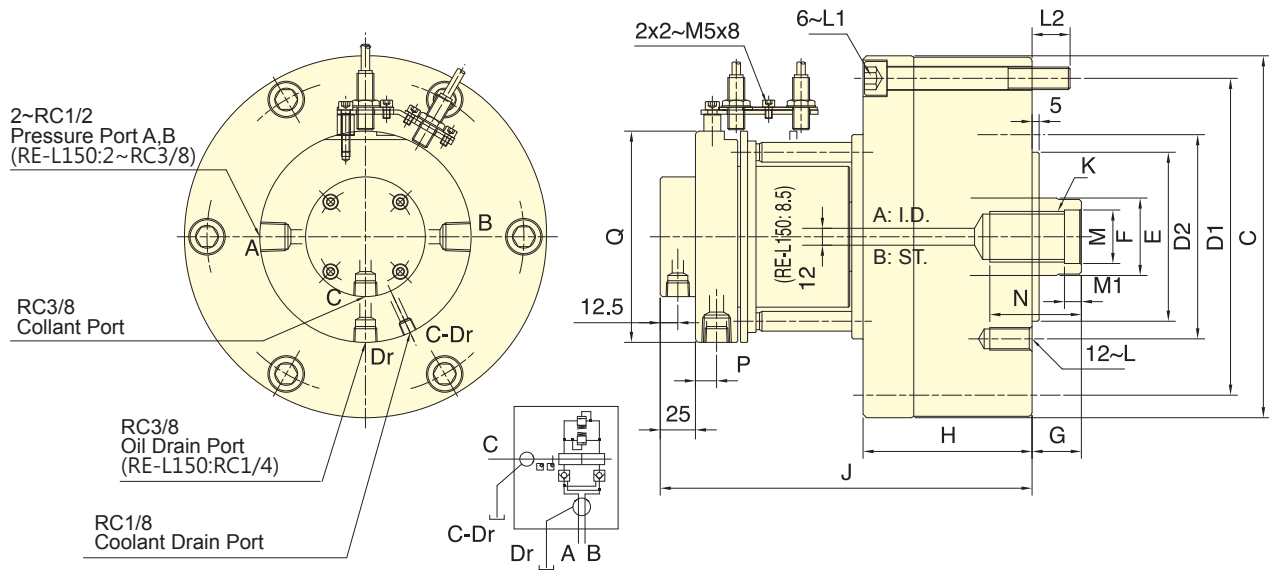 6~L1
L2
2x2~M5x8
5
2~RC1/2
Pressure Port A,B
(RE-L150:2~RC3/8)
K
A
B
Q
(RE-L150: 8.5)
12
A: I.D.
B: ST.
M
F
E
D2
D1
C
M1
N
C
RC3/8
Collant Port
12.5
C-Dr
Dr
P
12~L
25
RC3/8
Oil Drain Port
(RE-L150:RC1/4)
H
G
J
C
RC1/8
Coolant Drain Port
C-Dr
Dr
A
B